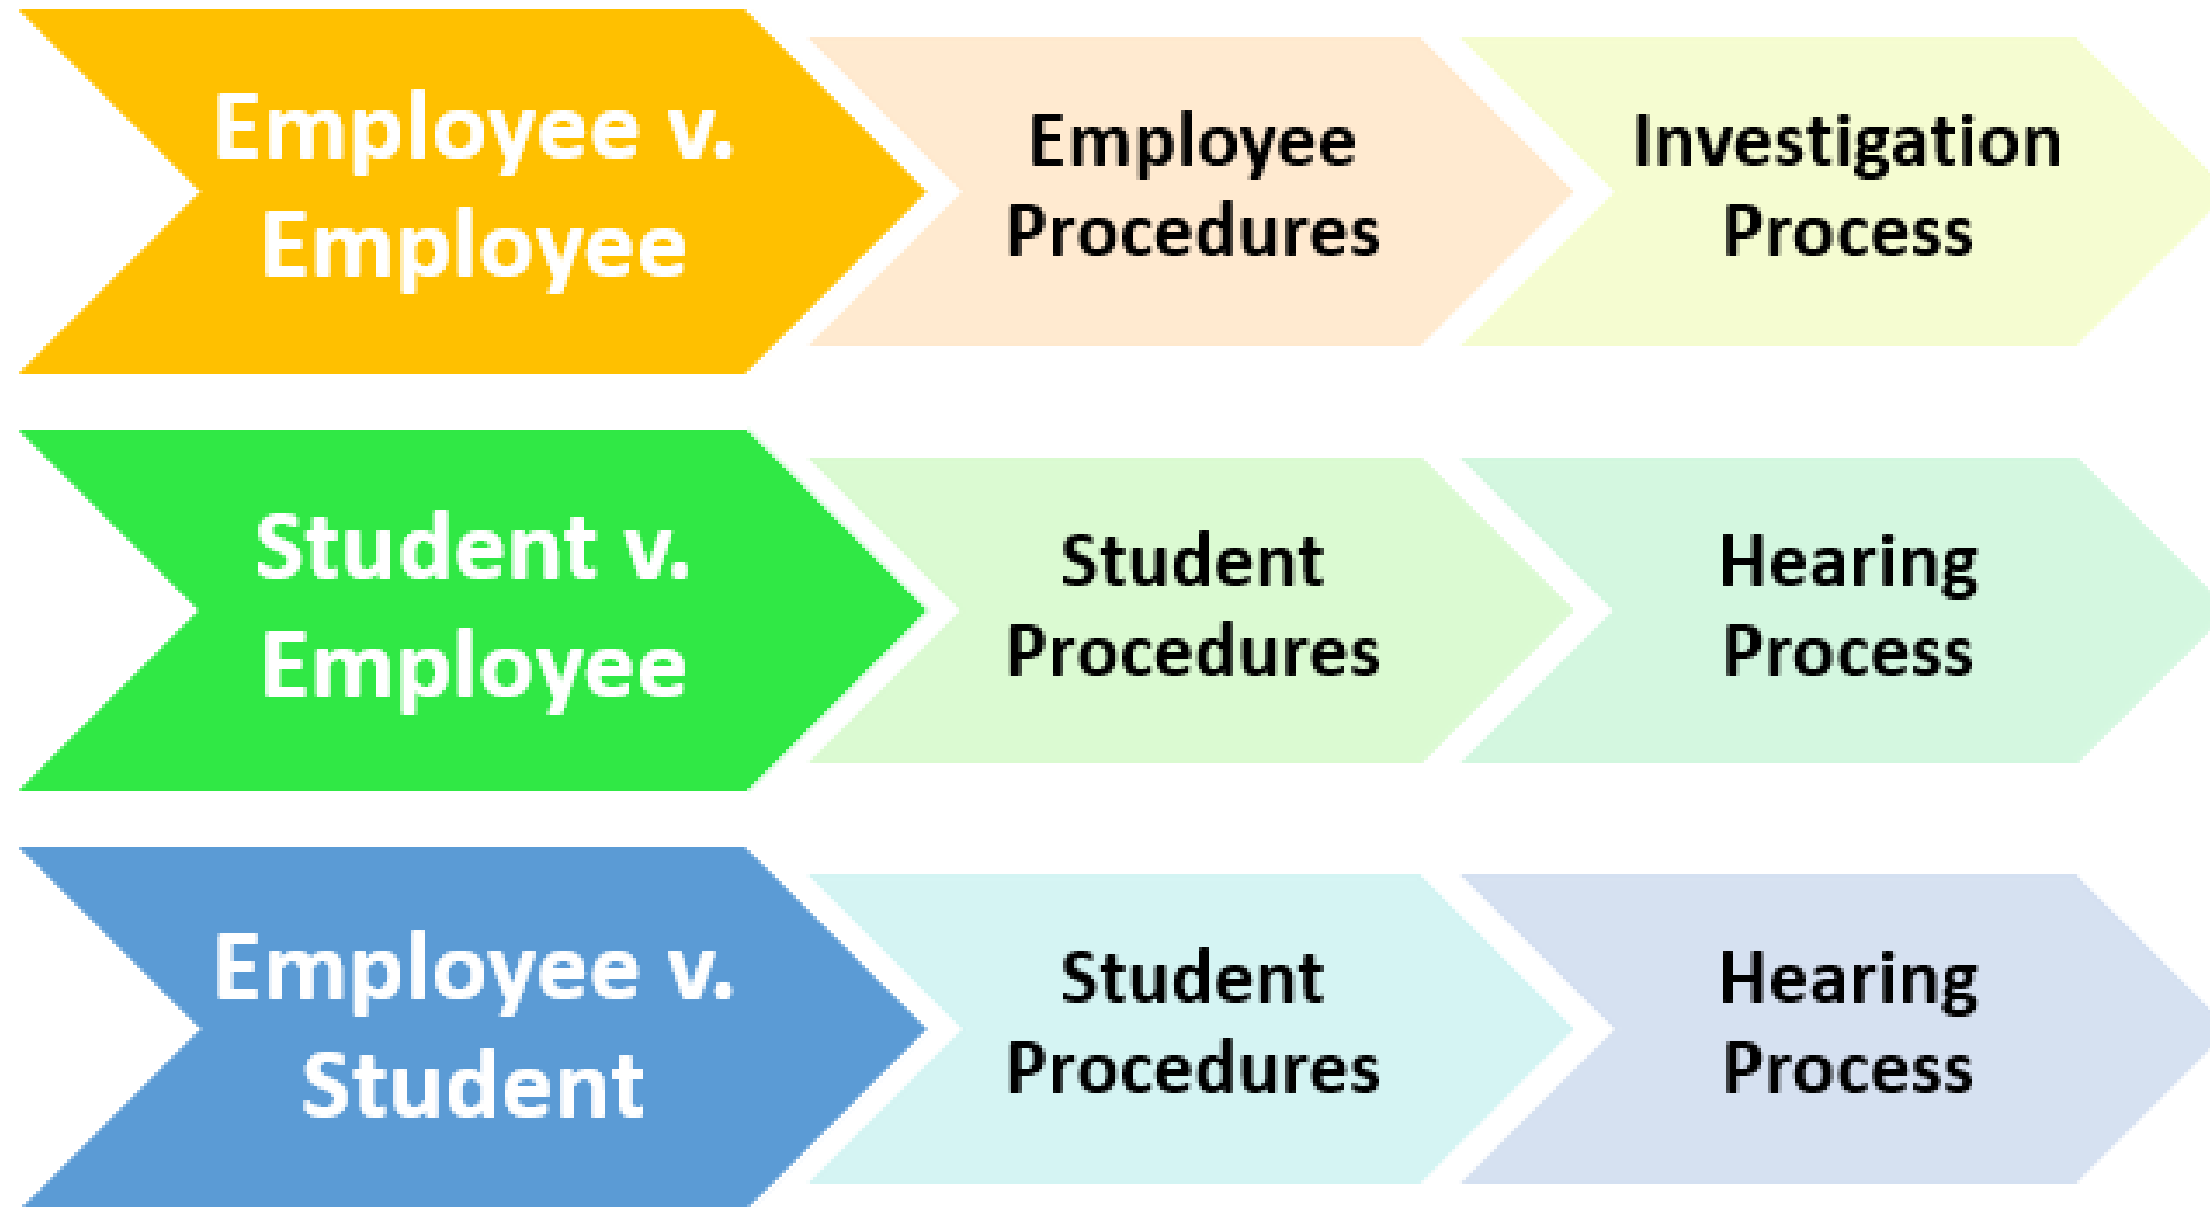 Employee v.
Employee
Employee
Procedures
Investigation
Process
Student v.
Employee
Student
Procedures
Hearing
Process
Employee v.
Student
Student
Procedures
Hearing
Process